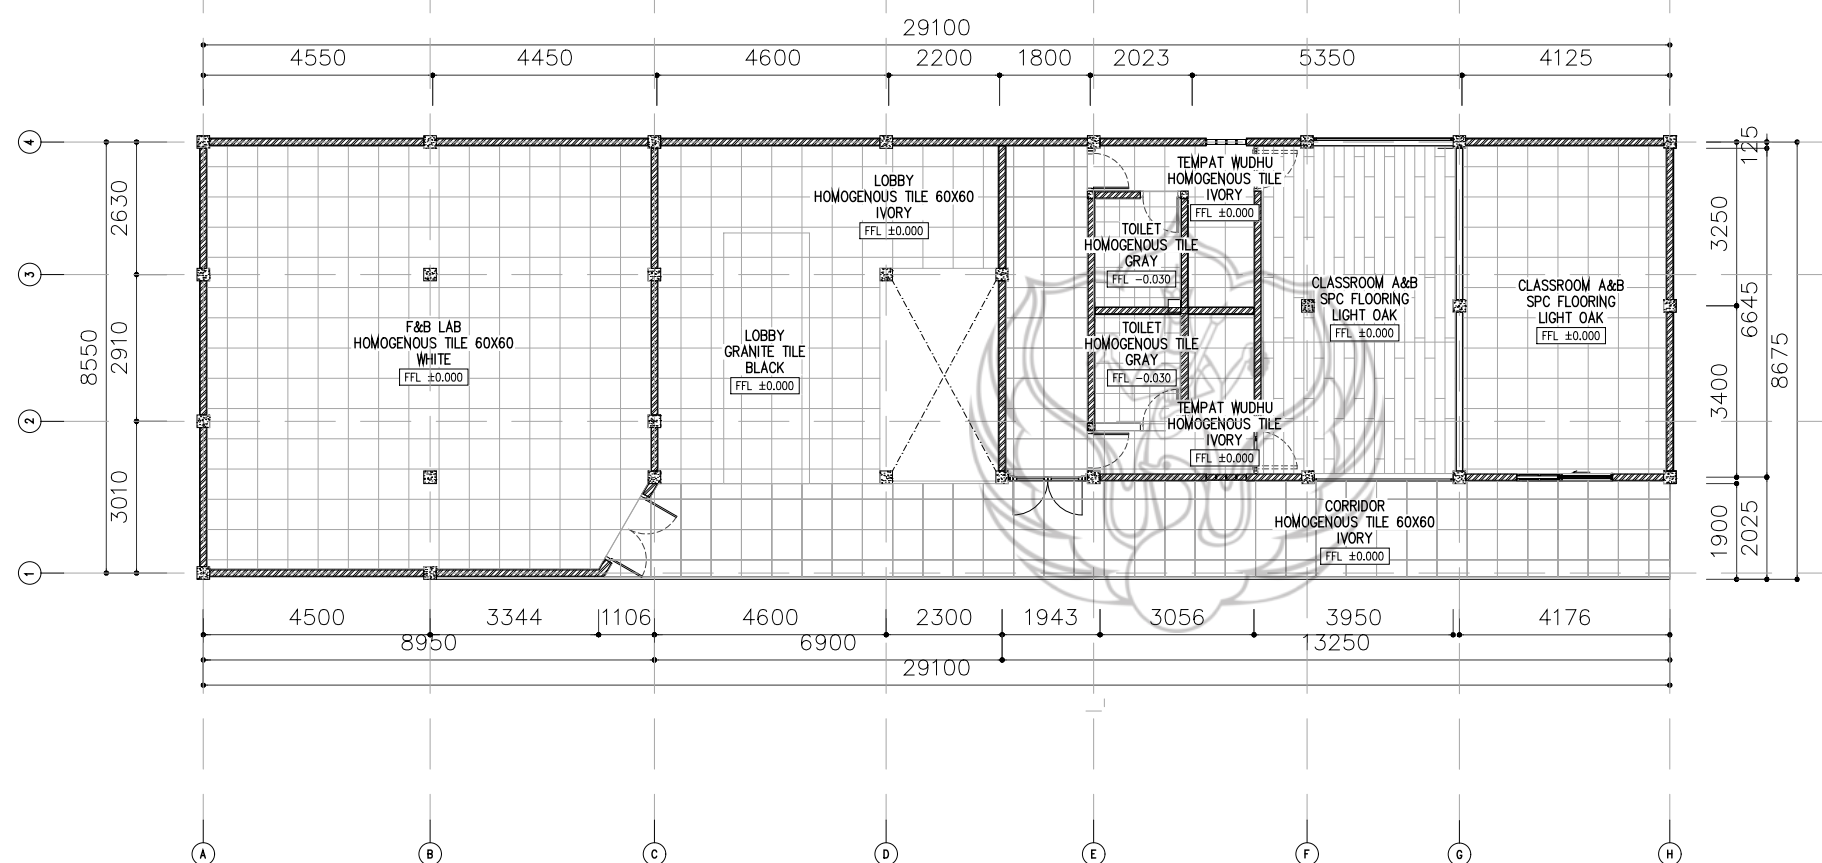 29100
4550
4450
4600
2200
1800
2023
5350
4125
4
3
2
1
8550
2630
2910
3010
LOBBY
HOMOGENOUS TILE 60X60
IVORY
FFL ±0.000
TEMPAT WUDHU
HOMOGENOUS TILE
IVORY
FFL ±0.000
TOILET
HOMOGENOUS TILE
GRAY
FFL -0.030
F&B LAB
HOMOGENOUS TILE 60X60
WHITE
FFL ±0.000
LOBBY
GRANITE TILE
BLACK
FFL ±0.000
TOILET
HOMOGENOUS TILE
GRAY
FFL -0.030
CLASSROOM A&B
SPC FLOORING
LIGHT OAK
FFL ±0.000
CLASSROOM A&B
SPC FLOORING
LIGHT OAK
FFL ±0.000
TEMPAT WUDHU
HOMOGENOUS TILE
IVORY
FFL ±0.000
CORRIDOR
HOMOGENOUS TILE 60X60
IVORY
FFL ±0.000
125
3250
6645
3400
8675
1900
2025
4500
3344
1106
4600
2300
1943
3056
3950
4176
8950
6900
13250
29100
A
B
C
D
E
F
G
H